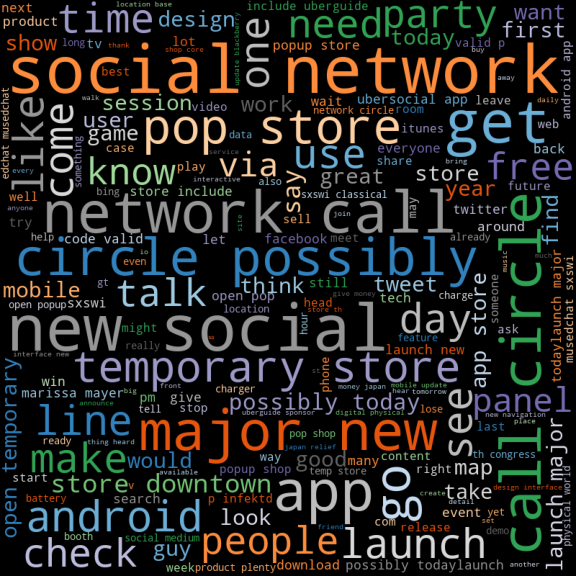 location base
include uberguide
next
product
time
design
need
party
want
show
long
tv
thank
shop core
lot
update blackberry
one
popup store
today
valid p
first
android app
best
buy
social network
edchat musedchat
walk
like
something
come
session
video
work
wait
ubersocial app
leave
away
daily
user
network circle
room
game
pop store
get
itunes
web
case
data
via
use
everyone
back
know
play
service
say
share
free
every
interactive
great
bring
well
bing
store include
also
sxswi classical
store
year
future
anyone
try
network call
may
twitter
find
join
sell
around
help
code valid
let
site
facebook
meet
already
circle possibly
call circle
music
much
musedchat sxswi
io
gt
even
think
still
tweet
someone
mobile
talk
open pop
tech
charge
app store
ask
todaylaunch major
open popup
sxswi
location
head
give money
store th
hour
day
new social
might
feature
really
launch new
interface new
us
temporary store
phone
see
st
win
big
front
charger
money japan
mobile update
marissa mayer
hear tomorrow
panel
new navigation
open temporary
line
announce
pm
give
possibly today
tell
stop
uberguide sponsor
digital physical
lose
last
place
ready
thing heard
major new
pop shop
japan relief
feature
th congress
make
would
way
good
many
content
right
map
launch major
physical world
start
store downtown
popup shop
temp store
take
detail
battery
v
search
p infektd
app
go
create
design interface
android
look
com
event
yet
release
demo
set
booth
available
check
guy
people
launch
social medium
friend
week
product plenty
download
possibly todaylaunch
another